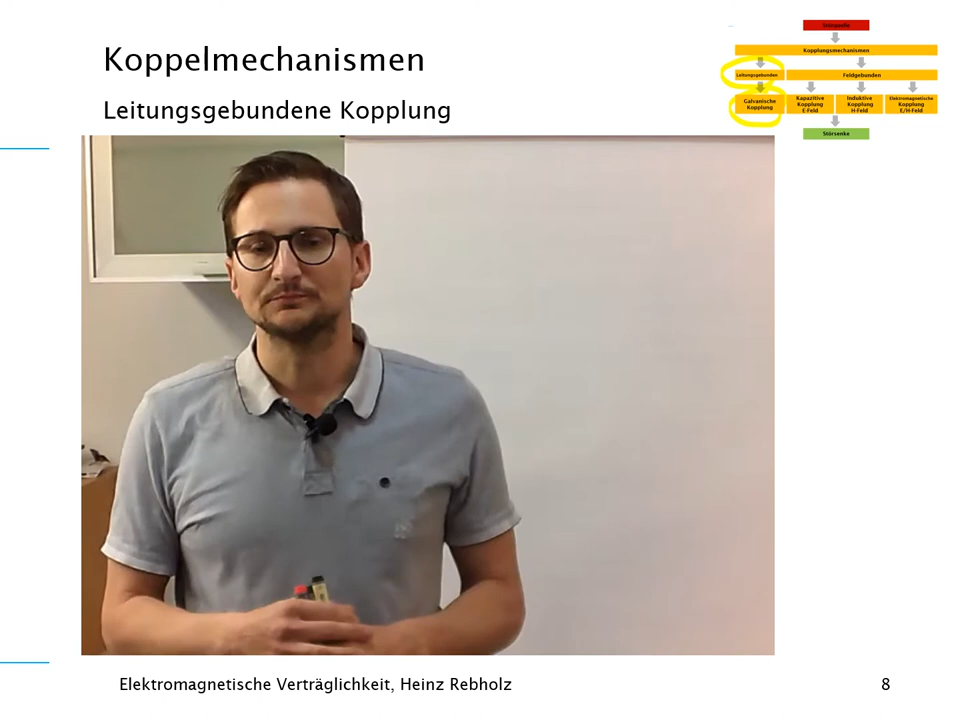 Koppelmechanismen
Leitungsgebundene Kopplung
Störquelle
Kopplungsmechanismen
Leitungsgebunden
Feldgebunden
Galvanische
Kopplung
Kapazitive
Kopplung
E-Feld
Induktive
Kopplung
H-Feld
Elektromagnetische
Kopplung
E/H-Feld
Störsenke
Elektromagnetische Verträglichkeit, Heinz Rebholz
8